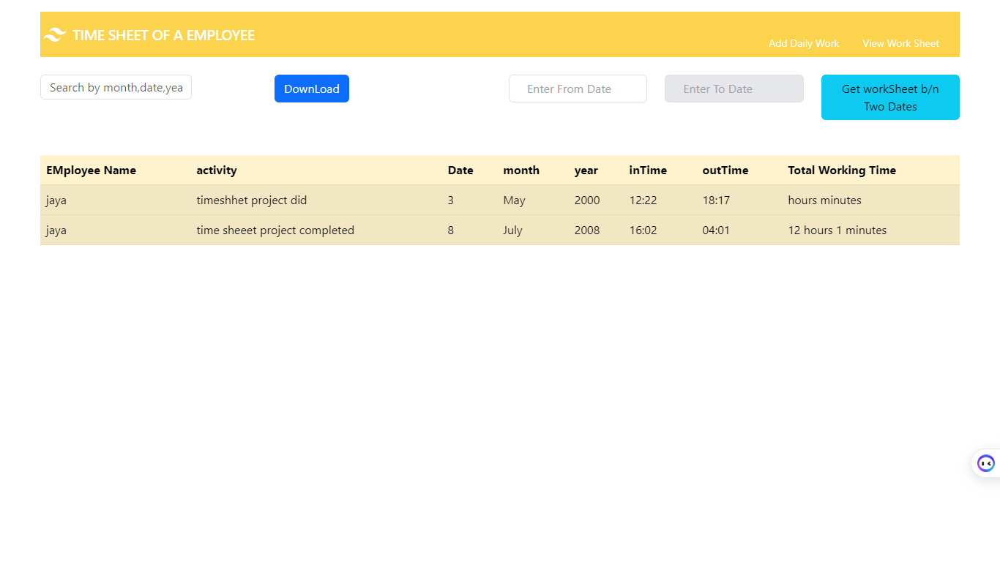 TIME SHEET OF A EMPLOYEE
Add Daily Work View Work Sheet
Search by month,date,yea
DownLoad
Enter From Date
Enter To Date
Get workSheet b/n
Two Dates
EMployee Name activity Date month year inTime outTime Total Working Time
jaya timeshhet project did 3 May 2000 12:22 18:17 hours minutes
jaya time sheeet project completed 8 July 2008 16:02 04:01 12 hours 1 minutes